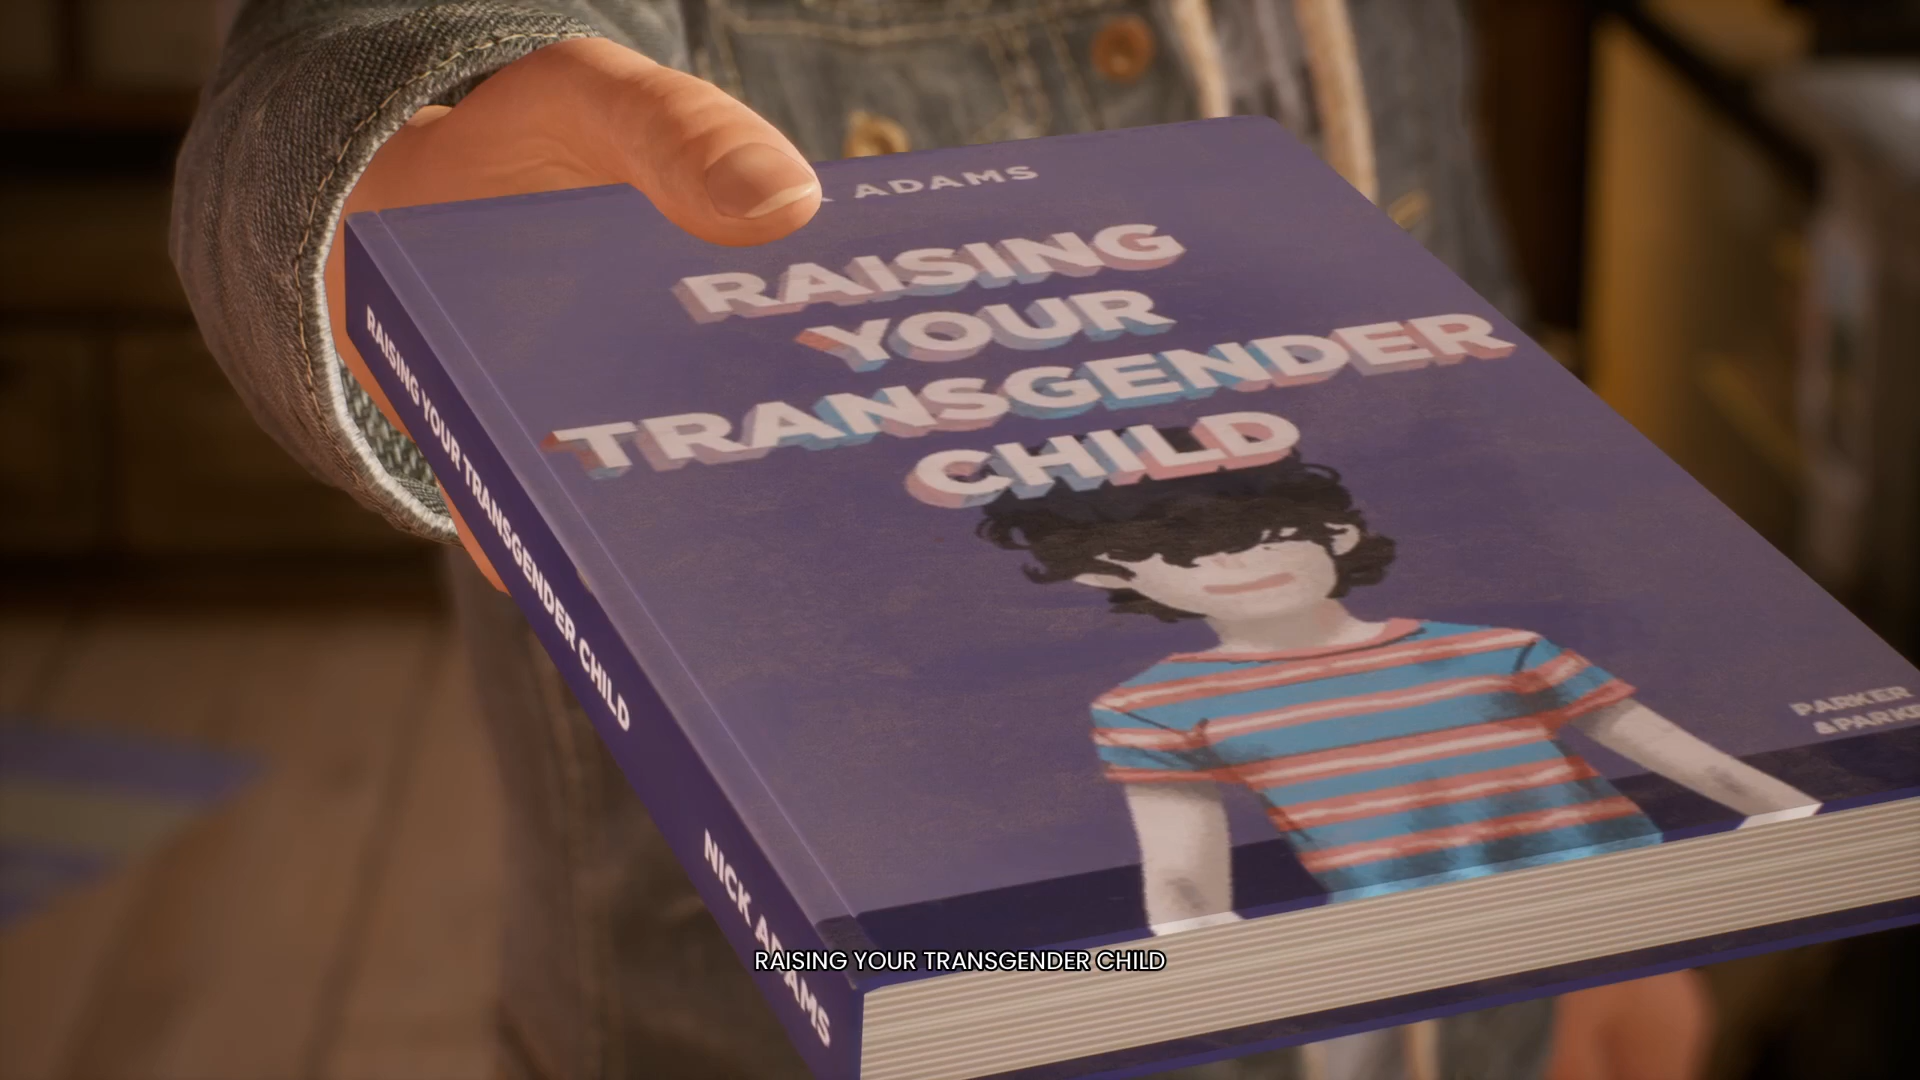 ADAMS
RAISING
YOUR
TRANSGENDER
CHILD
RAISING YOUR TRANSGENDER CHILD
NICK ADAMS
PARKER
RAISING YOUR TRANSGENDER CHILD